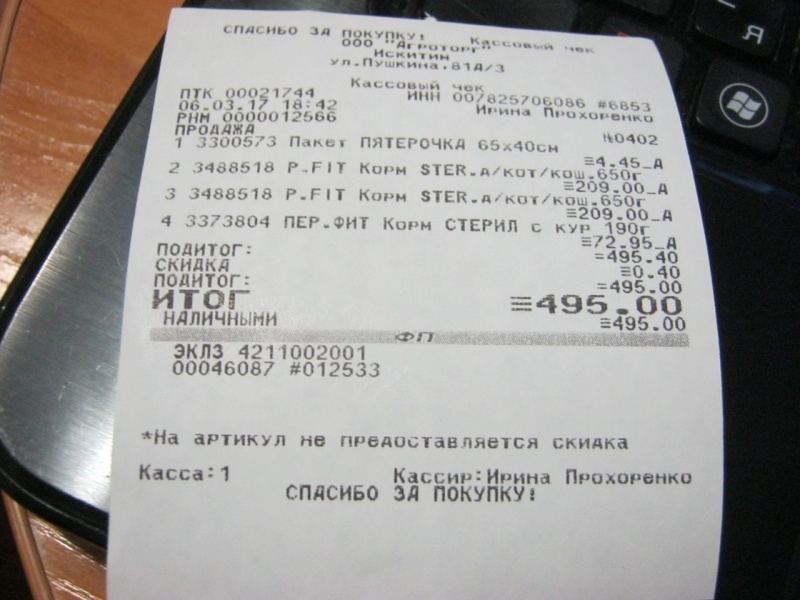 СПАСИБО ЗА ПОКУПКУ! Кассовый чек
ООО "Агроторг"
Искитим
ул.Пушкина,81А/3
Кассовый чек
ПТК 00021744 ИНН 007825706086 #6853
06.03.17 18:42 Ирина Прохоренко
РНМ 0000012566
ПРОДАЖА №0402
1 3300573 Пакет ПЯТЕРОЧКА 65х40см
≡4.45_А
2 3488518 P.FIT Корм STER.д/кот/кош.650г
≡209.00_А
3 3488518 P.FIT Корм STER.д/кот/кош.650г
≡209.00_А
4 3373804 ПЕР.ФИТ Корм СТЕРИЛ с кур 190г
≡72.95_А
ПОДИТОГ: ≡495.40
СКИДКА ≡0.40
ПОДИТОГ: ≡495.00
ИТОГ ≡495.00
НАЛИЧНЫМИ ≡495.00
ФП
ЭКЛЗ 4211002001
00046087 #012533
*На артикул не предоставляется скидка
Касса:1 Кассир:Ирина Прохоренко
СПАСИБО ЗА ПОКУПКУ!
Я